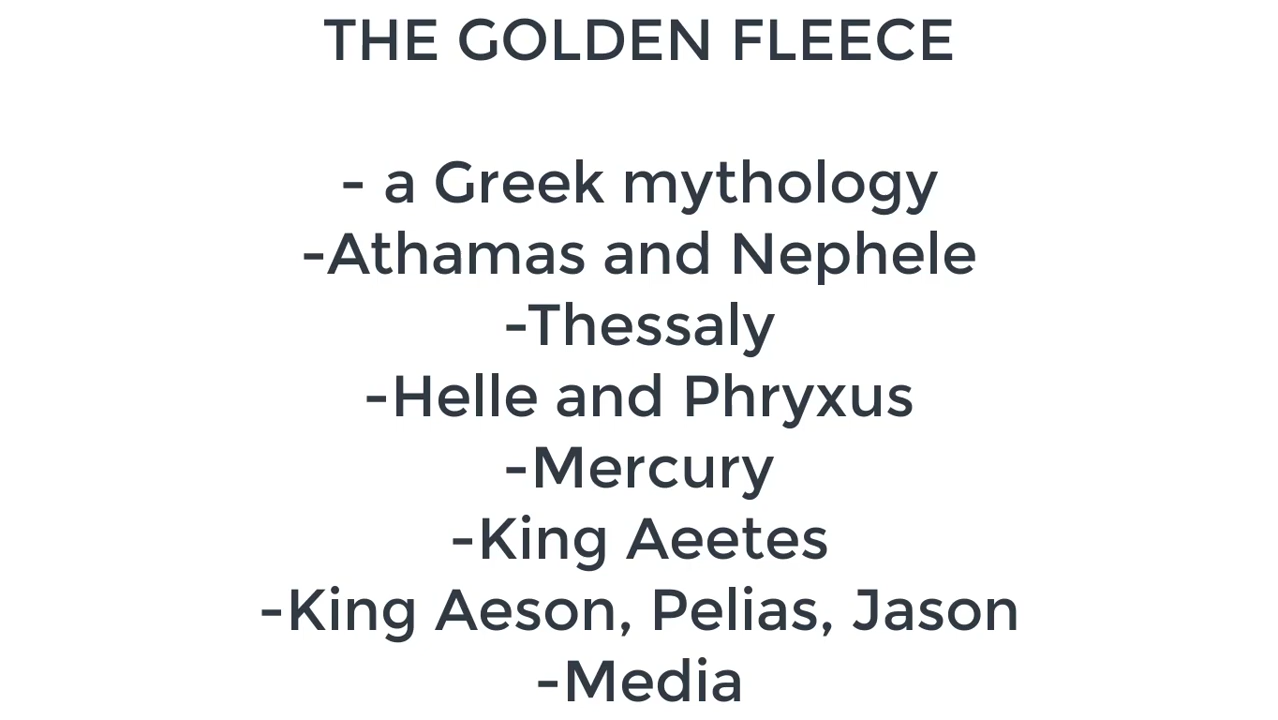 THE GOLDEN FLEECE
- a Greek mythology
-Athamas and Nephele
-Thessaly
-Helle and Phryxus
-Mercury
-King Aeetes
-King Aeson, Pelias, Jason
-Media